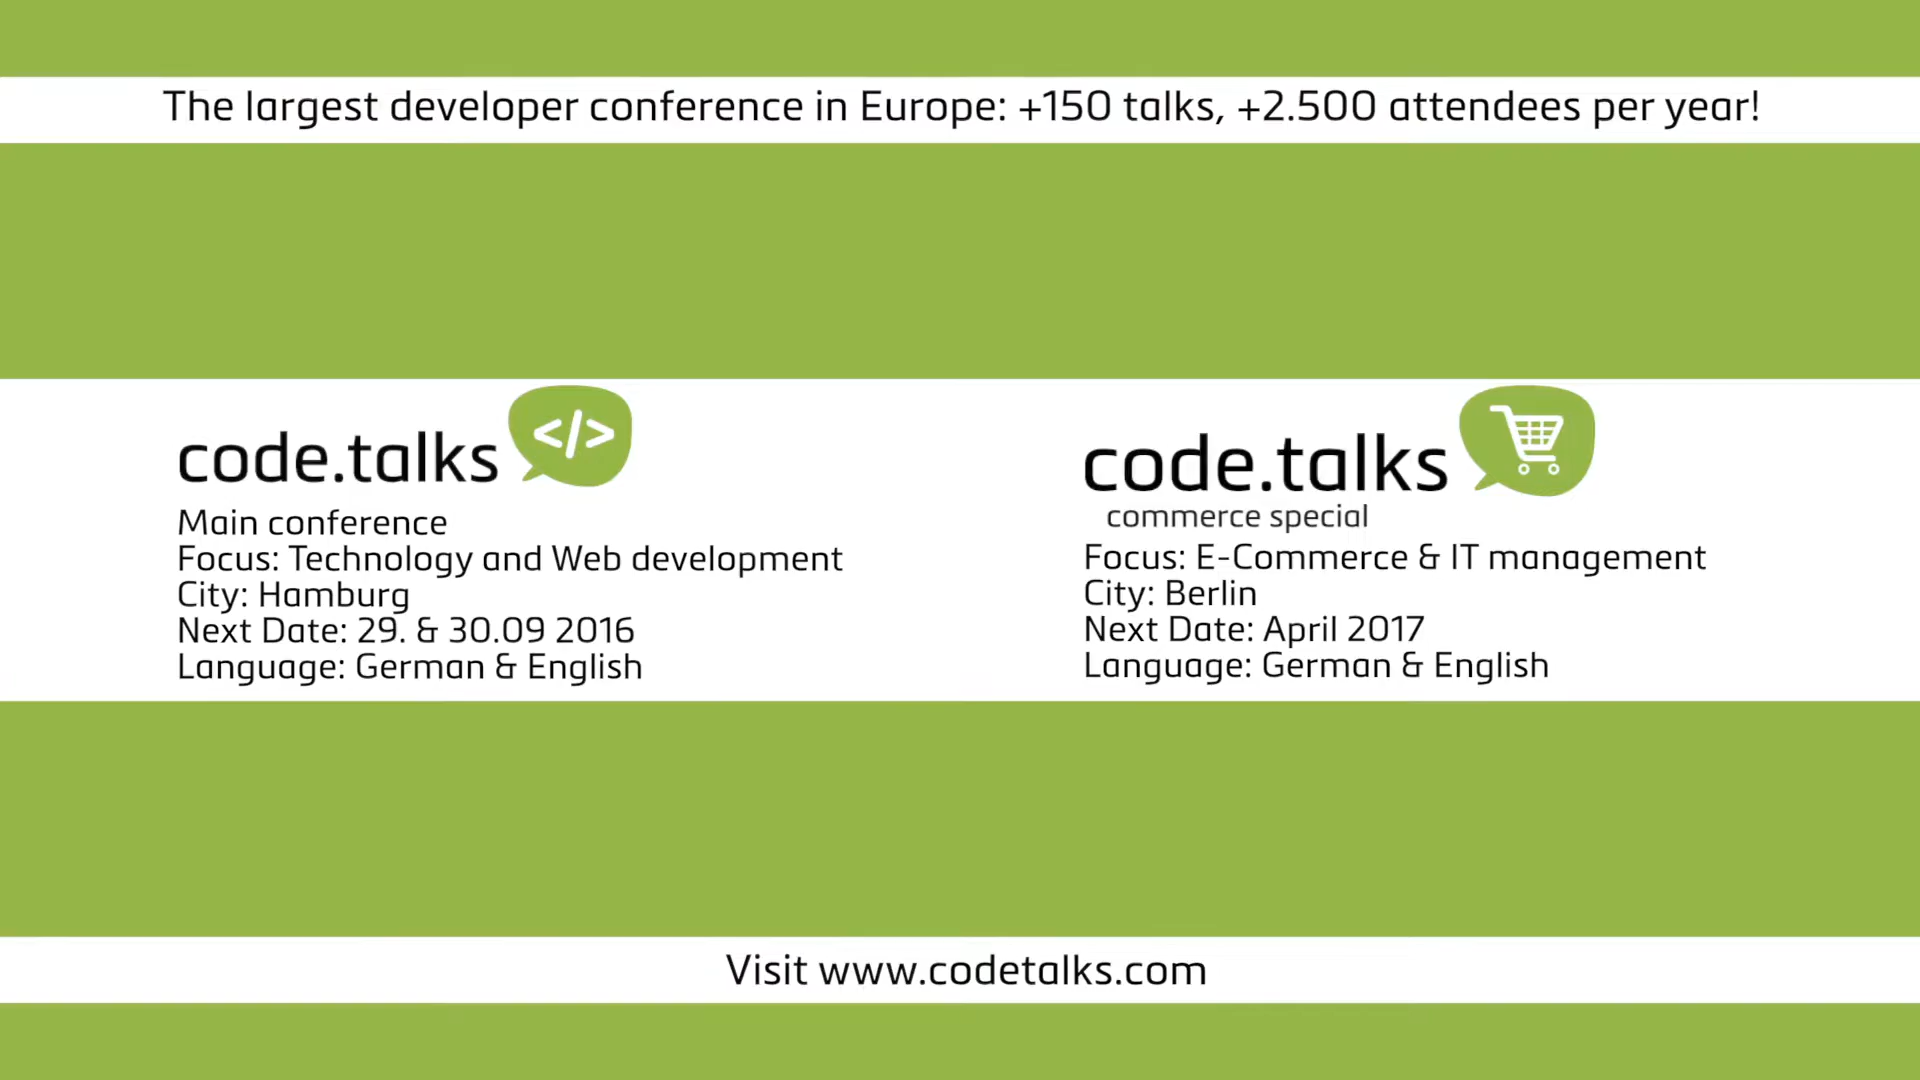 The largest developer conference in Europe: +150 talks, +2.500 attendees per year!
code.talks </>
Main conference
Focus: Technology and Web development
City: Hamburg
Next Date: 29. & 30.09 2016
Language: German & English
code.talks
commerce special
Focus: E-Commerce & IT management
City: Berlin
Next Date: April 2017
Language: German & English
Visit www.codetalks.com